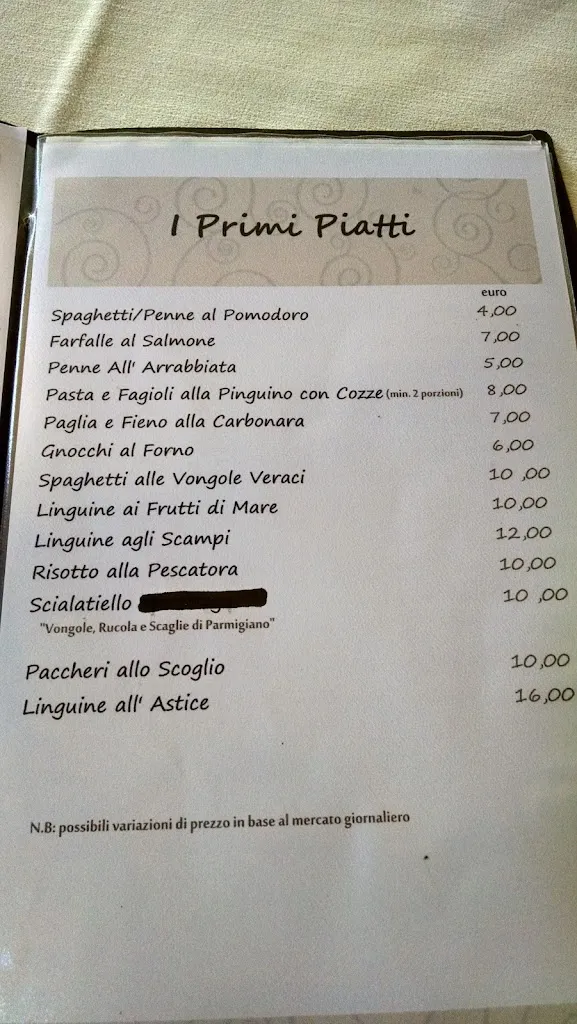 I Primi Piatti
euro
Spaghetti/Penne al Pomodoro 4,00
Farfalle al Salmone 7,00
Penne All' Arrabbiata 5,00
Pasta e Fagioli alla Pinguino con Cozze (min. 2 porzioni) 8,00
Paglia e Fieno alla Carbonara 7,00
Gnocchi al Forno 6,00
Spaghetti alle Vongole Veraci 10 ,00
Linguine ai Frutti di Mare 10,00
Linguine agli Scampi 12,00
Risotto alla Pescatora 10,00
Scialatiello 10 ,00
"Vongole, Rucola e Scaglie di Parmigiano"
Paccheri allo Scoglio 10,00
Linguine all' Astice 16,00
N.B: possibili variazioni di prezzo in base al mercato giornaliero